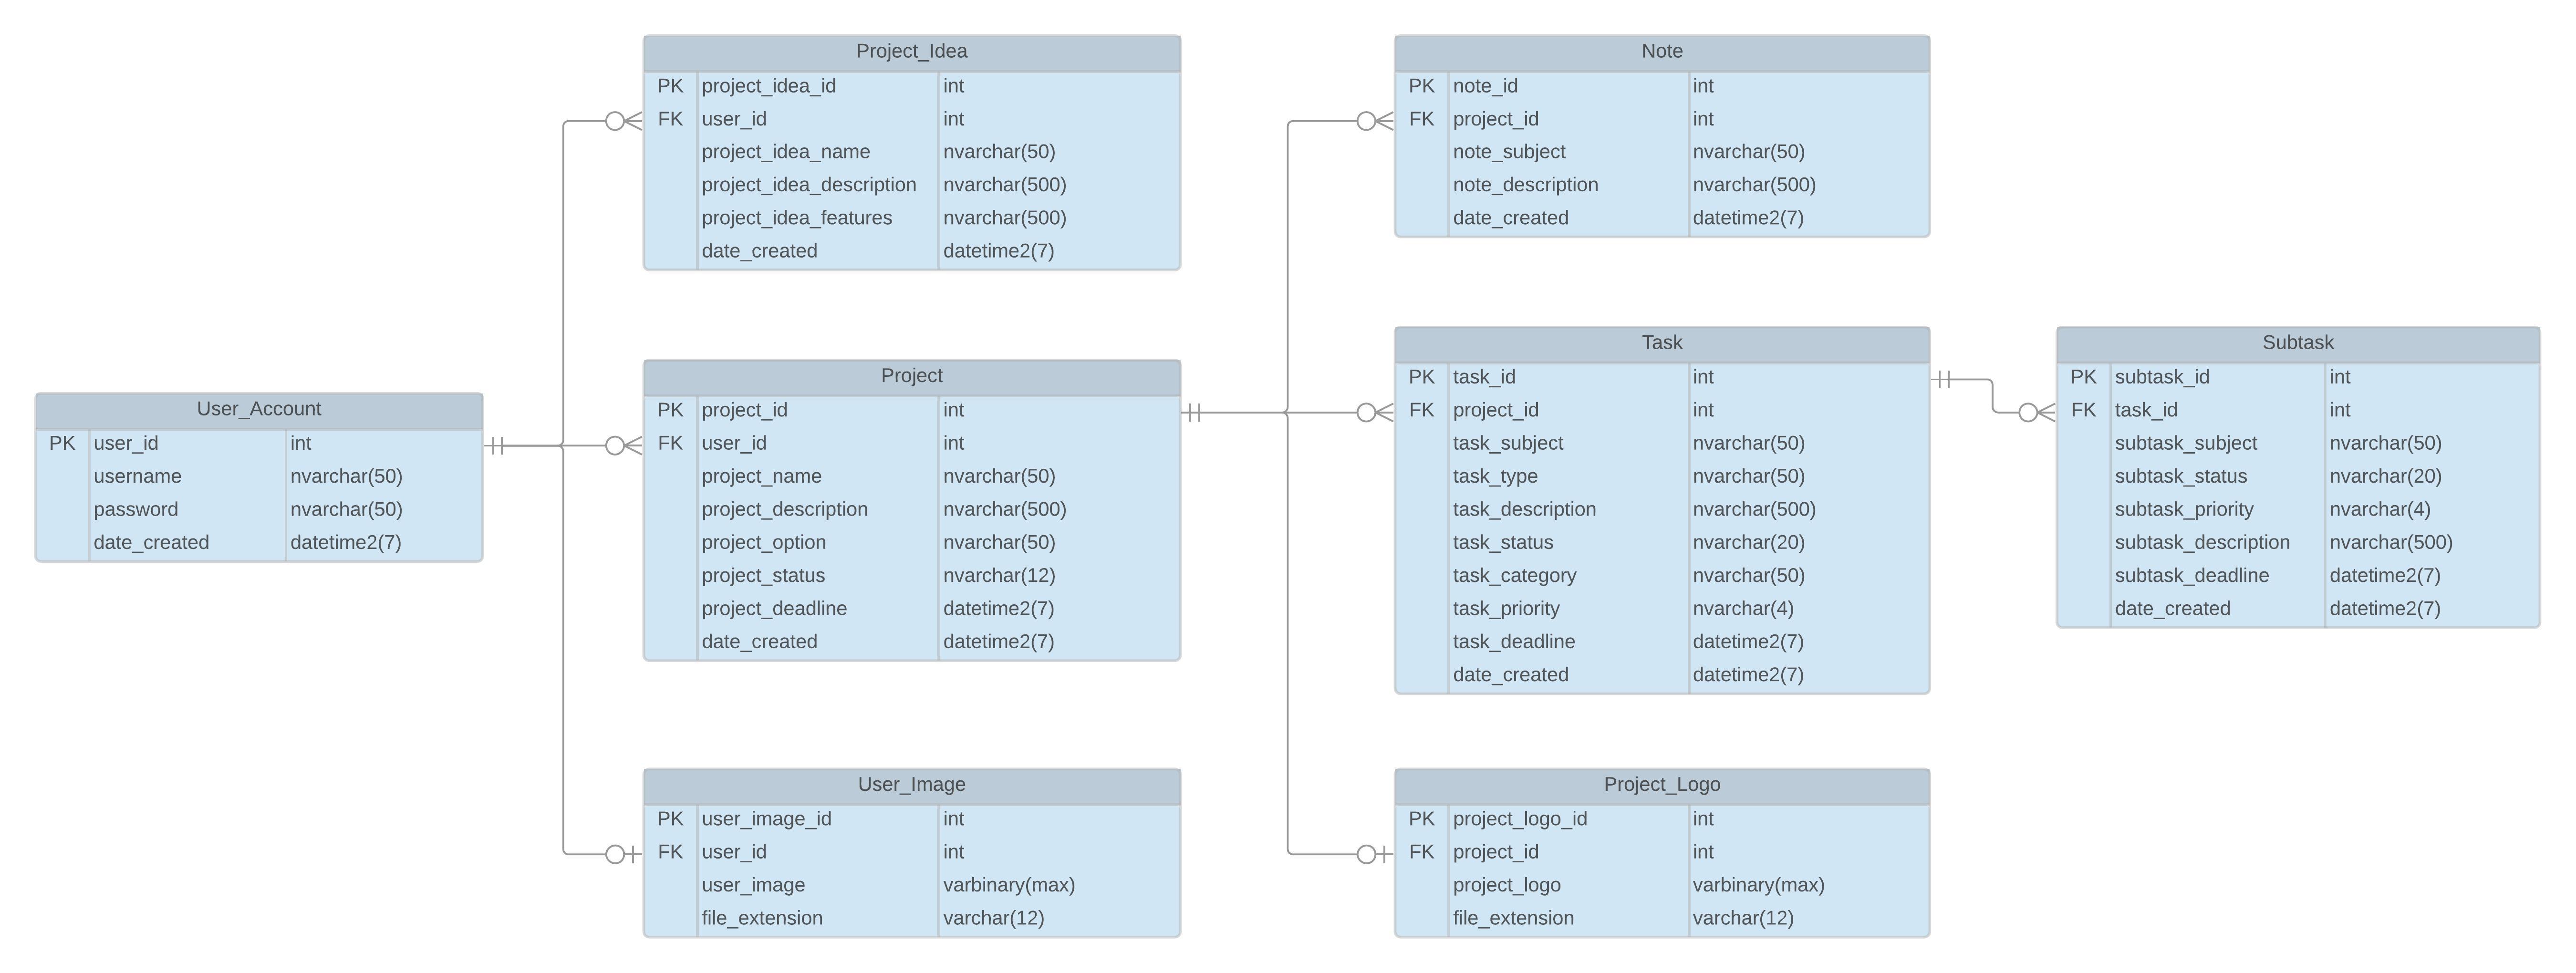 User_Account
PK user_id int
username nvarchar(50)
password nvarchar(50)
date_created datetime2(7)
Project_Idea
PK project_idea_id int
FK user_id int
project_idea_name nvarchar(50)
project_idea_description nvarchar(500)
project_idea_features nvarchar(500)
date_created datetime2(7)
Project
PK project_id int
FK user_id int
project_name nvarchar(50)
project_description nvarchar(500)
project_option nvarchar(50)
project_status nvarchar(12)
project_deadline datetime2(7)
date_created datetime2(7)
User_Image
PK user_image_id int
FK user_id int
user_image varbinary(max)
file_extension varchar(12)
Note
PK note_id int
FK project_id int
note_subject nvarchar(50)
note_description nvarchar(500)
date_created datetime2(7)
Task
PK task_id int
FK project_id int
task_subject nvarchar(50)
task_type nvarchar(50)
task_description nvarchar(500)
task_status nvarchar(20)
task_category nvarchar(50)
task_priority nvarchar(4)
task_deadline datetime2(7)
date_created datetime2(7)
Project_Logo
PK project_logo_id int
FK project_id int
project_logo varbinary(max)
file_extension varchar(12)
Subtask
PK subtask_id int
FK task_id int
subtask_subject nvarchar(50)
subtask_status nvarchar(20)
subtask_priority nvarchar(4)
subtask_description nvarchar(500)
subtask_deadline datetime2(7)
date_created datetime2(7)